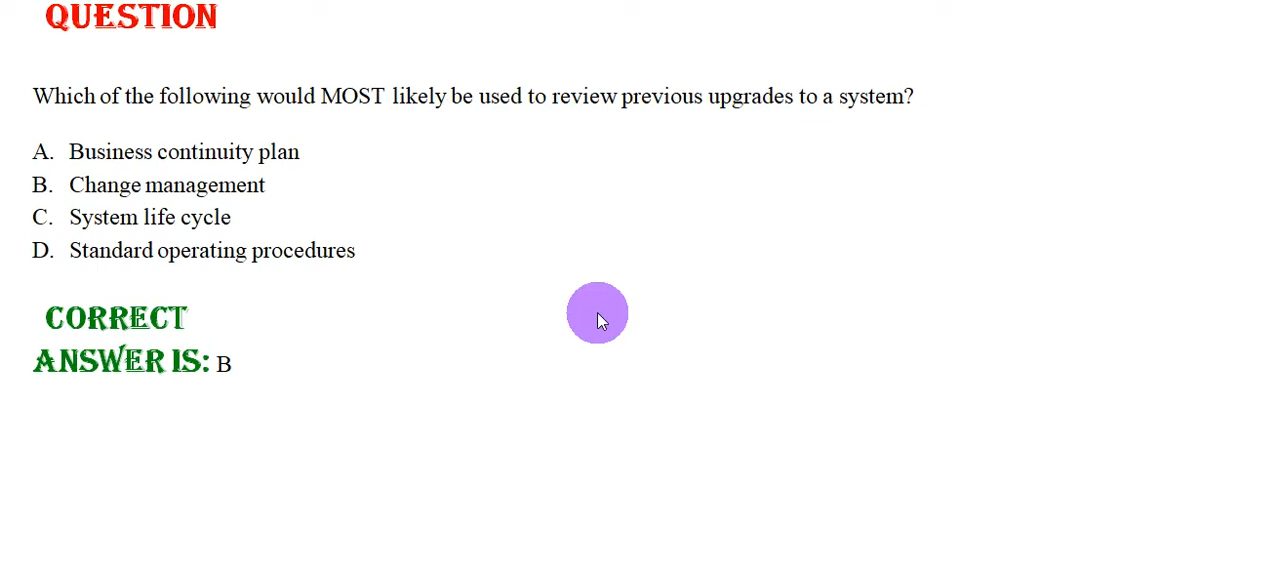 QUESTION
Which of the following would MOST likely be used to review previous upgrades to a system?
A. Business continuity plan
B. Change management
C. System life cycle
D. Standard operating procedures
CORRECT
ANSWER IS: B